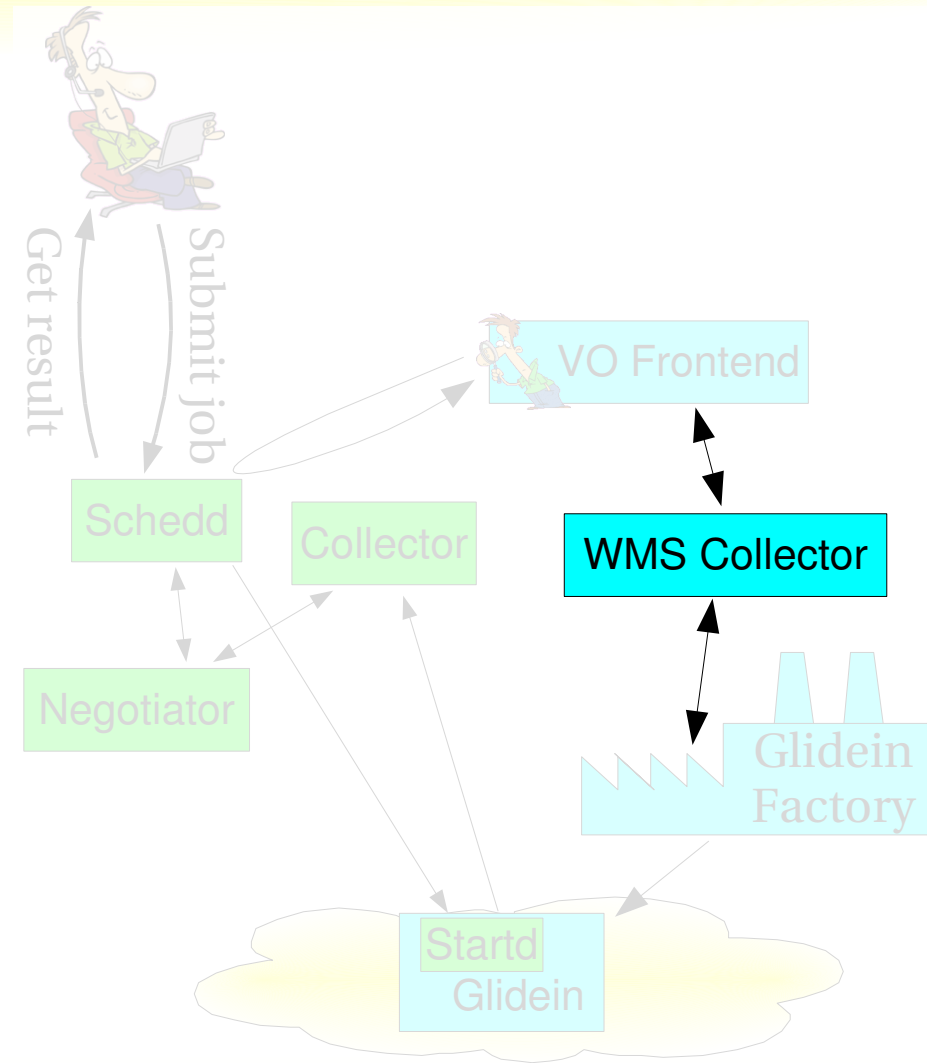 Get result
Submit job
VO Frontend
Schedd
Collector
WMS Collector
Negotiator
Glidein
Factory
Startd
Glidein